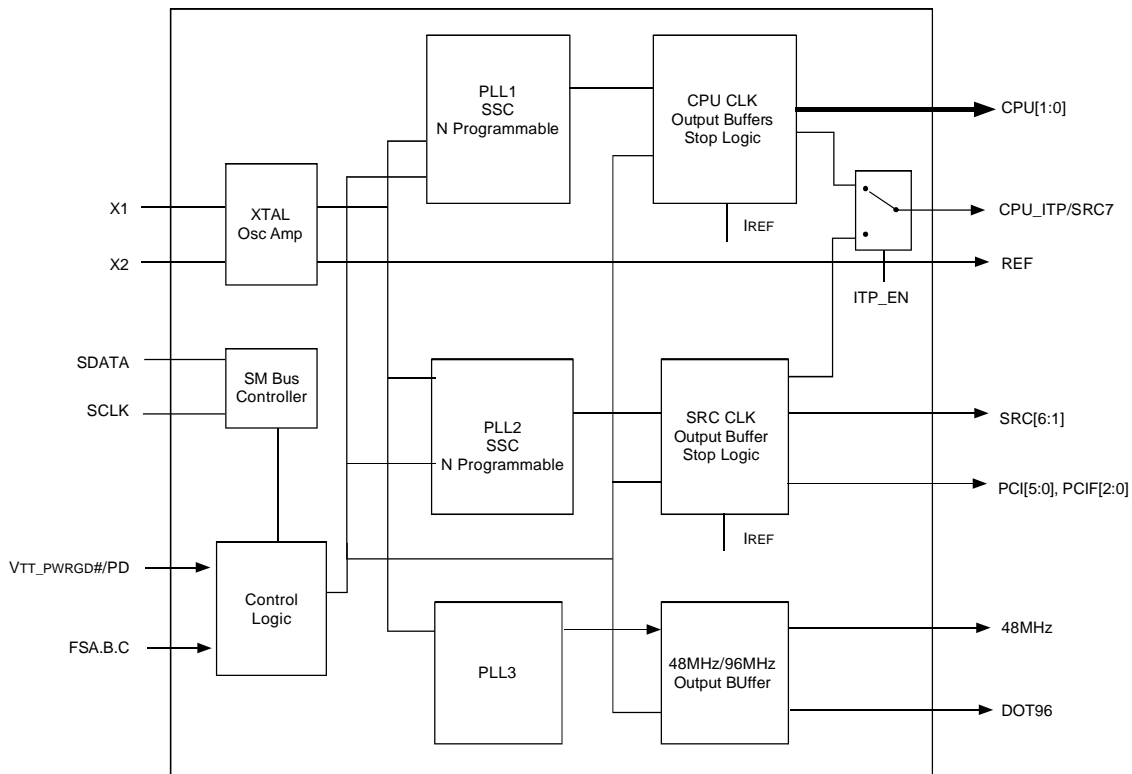 PLL1
SSC
N Programmable
CPU CLK
Output Buffers
Stop Logic
CPU[1:0]
X1
XTAL
Osc Amp
CPU_ITP/SRC7
IREF
X2
REF
ITP_EN
SDATA
SM Bus
Controller
SCLK
PLL2
SSC
N Programmable
SRC CLK
Output Buffer
Stop Logic
SRC[6:1]
PCI[5:0], PCIF[2:0]
IREF
VTT_PWRGD#/PD
Control
Logic
FSA.B.C
PLL3
48MHz/96MHz
Output BUffer
48MHz
DOT96